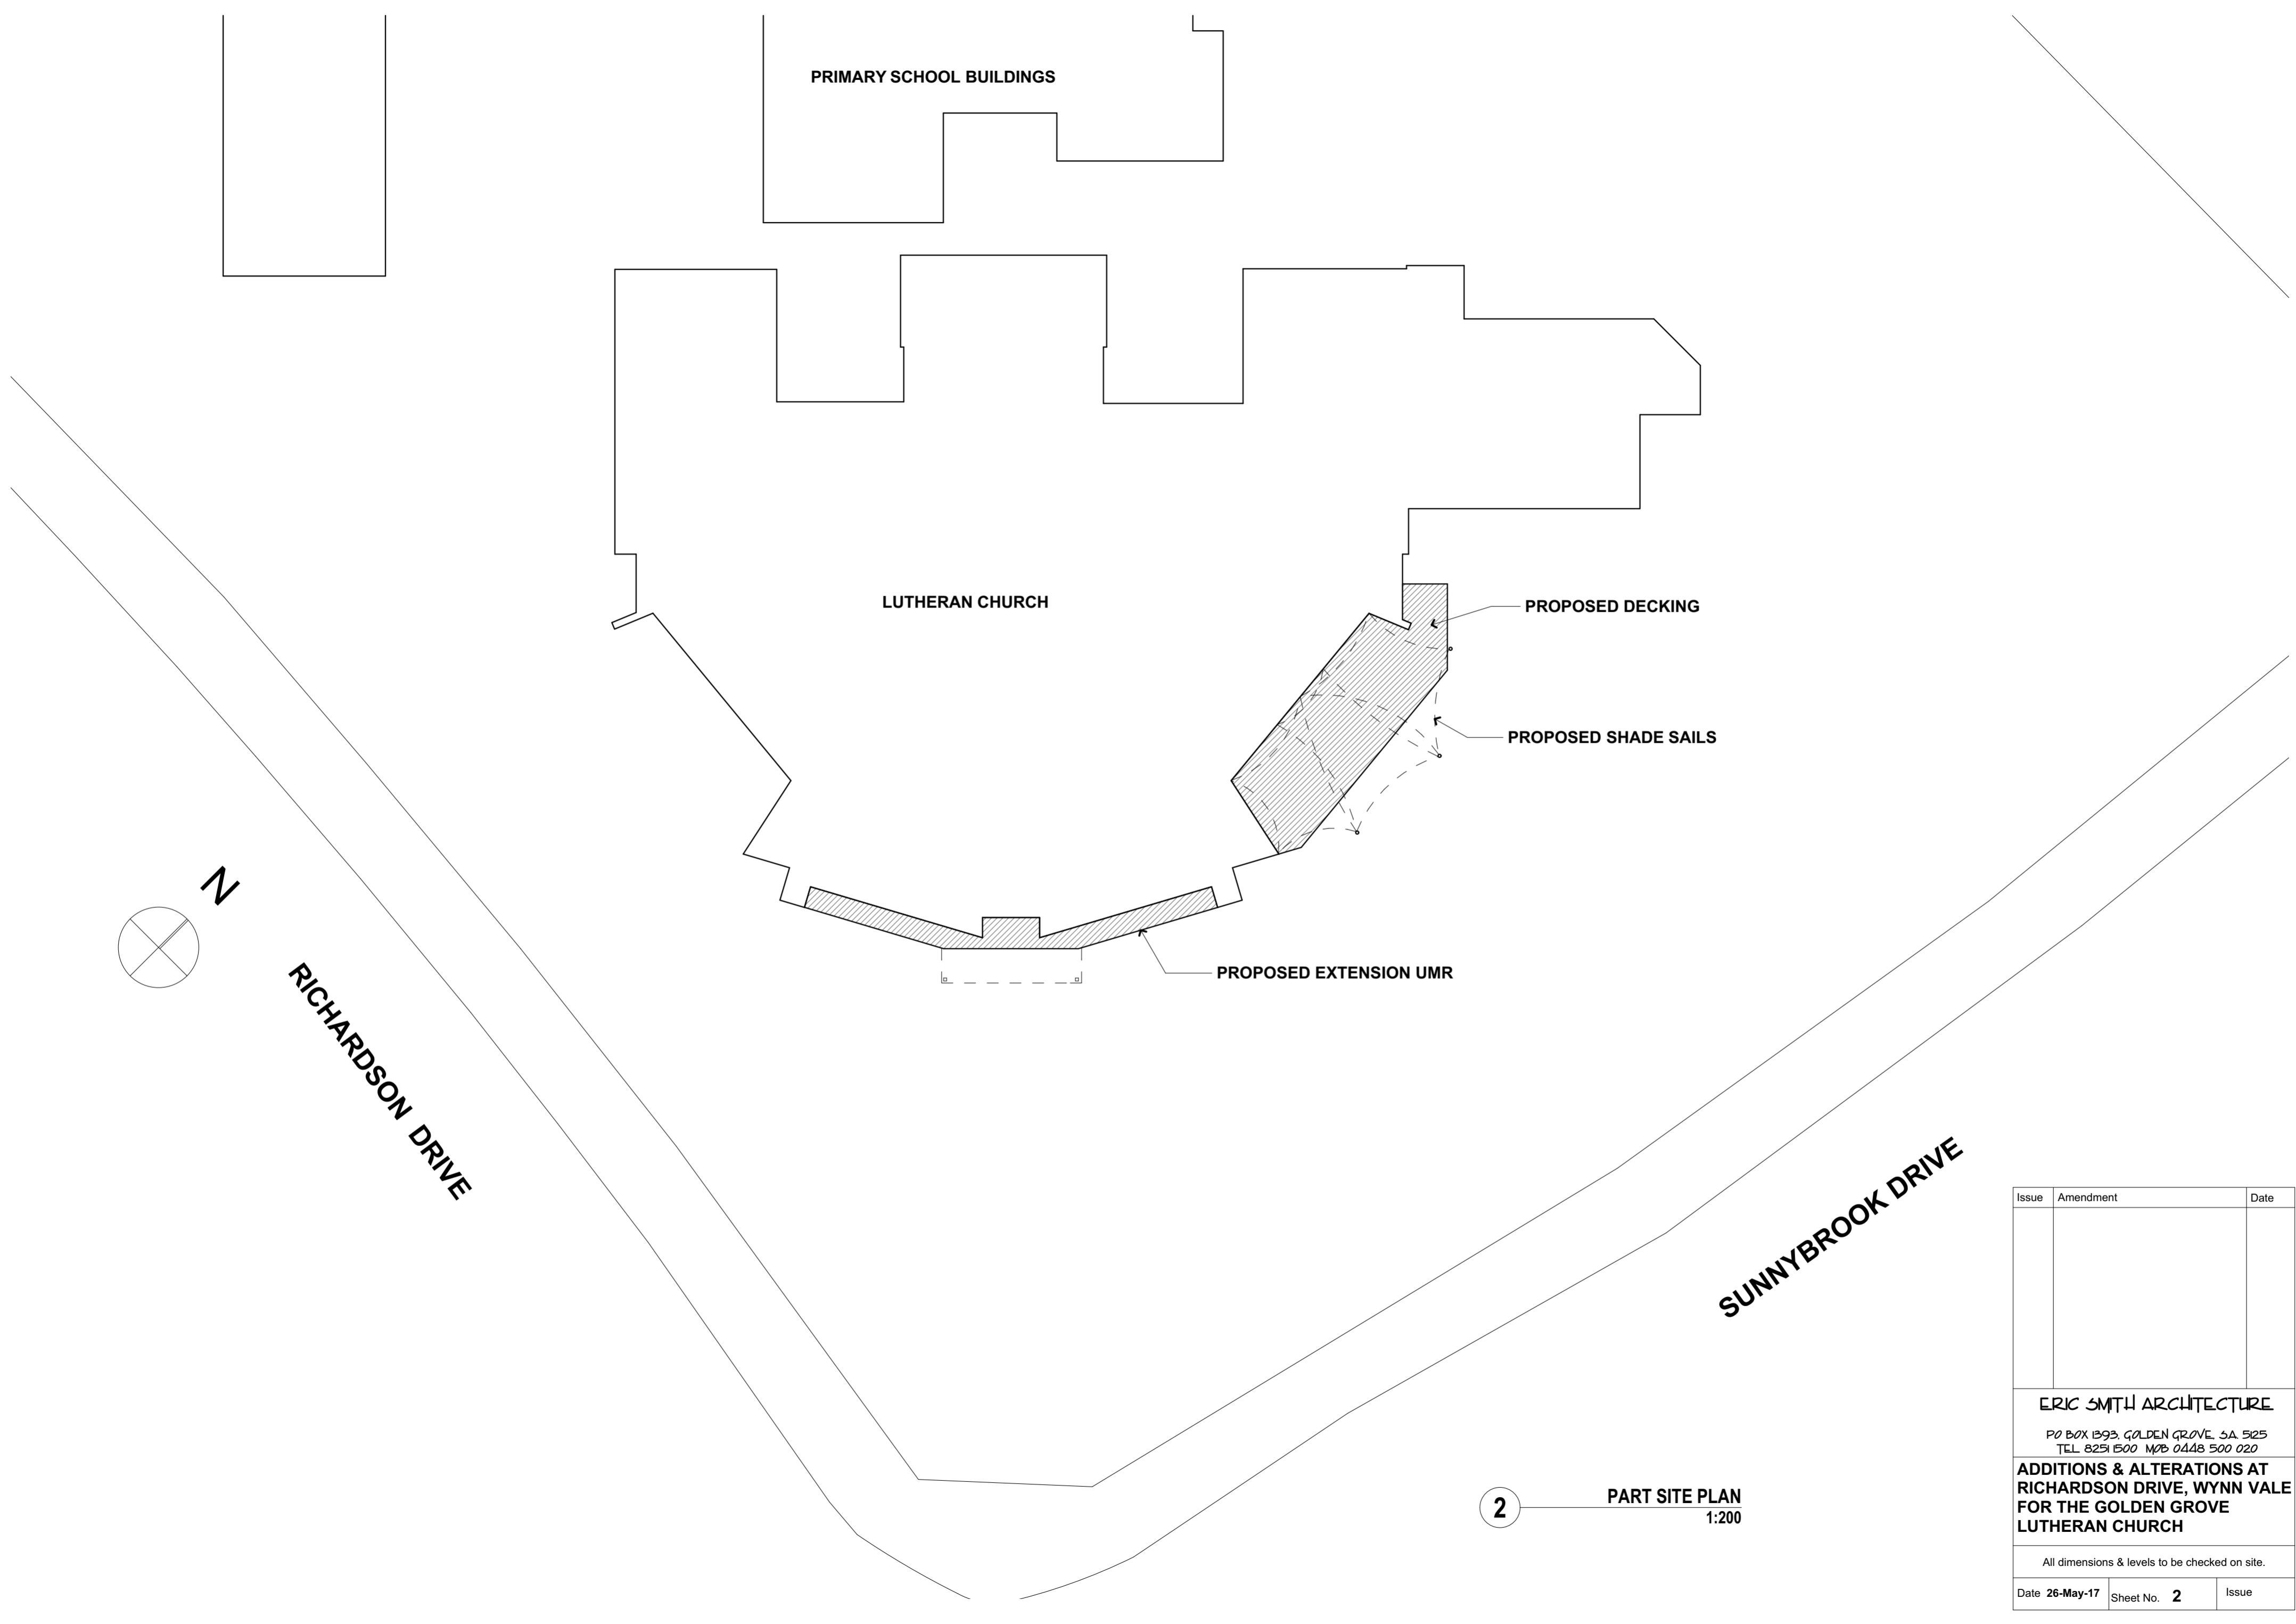 PRIMARY SCHOOL BUILDINGS
LUTHERAN CHURCH
PROPOSED DECKING
PROPOSED SHADE SAILS
PROPOSED EXTENSION UMR
N
RICHARDSON DRIVE
SUNNYBROOK DRIVE
2
PART SITE PLAN
1:200
Issue Amendment Date
ERIC SMITH ARCHITECTURE
PO BOX 1393, GOLDEN GROVE, S.A. 5125
TEL 8251 1500 MOB 0448 500 020
ADDITIONS & ALTERATIONS AT
RICHARDSON DRIVE, WYNN VALE
FOR THE GOLDEN GROVE
LUTHERAN CHURCH
All dimensions & levels to be checked on site.
Date 26-May-17 Sheet No. 2 Issue